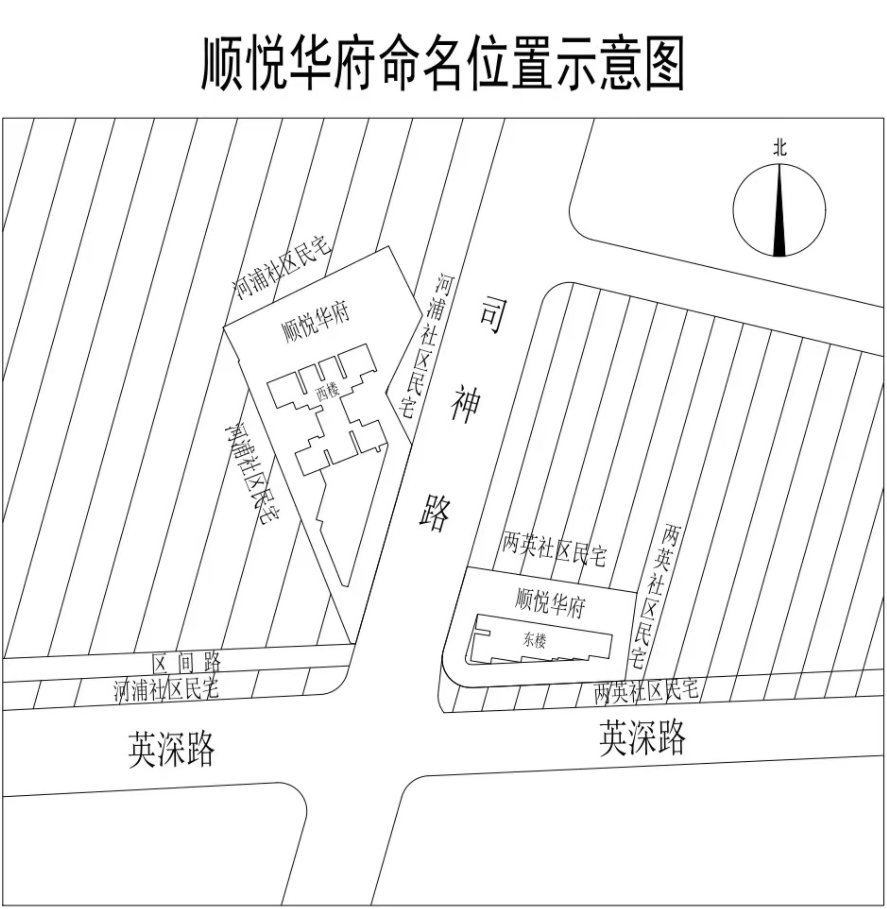 顺悦华府命名位置示意图
北
河浦社区民宅
顺悦华府
西楼
河浦社区民宅
河浦社区民宅
司神路
两英社区民宅
两英社区民宅
顺悦华府
东楼
区间路
河浦社区民宅
两英社区民宅
英深路
英深路